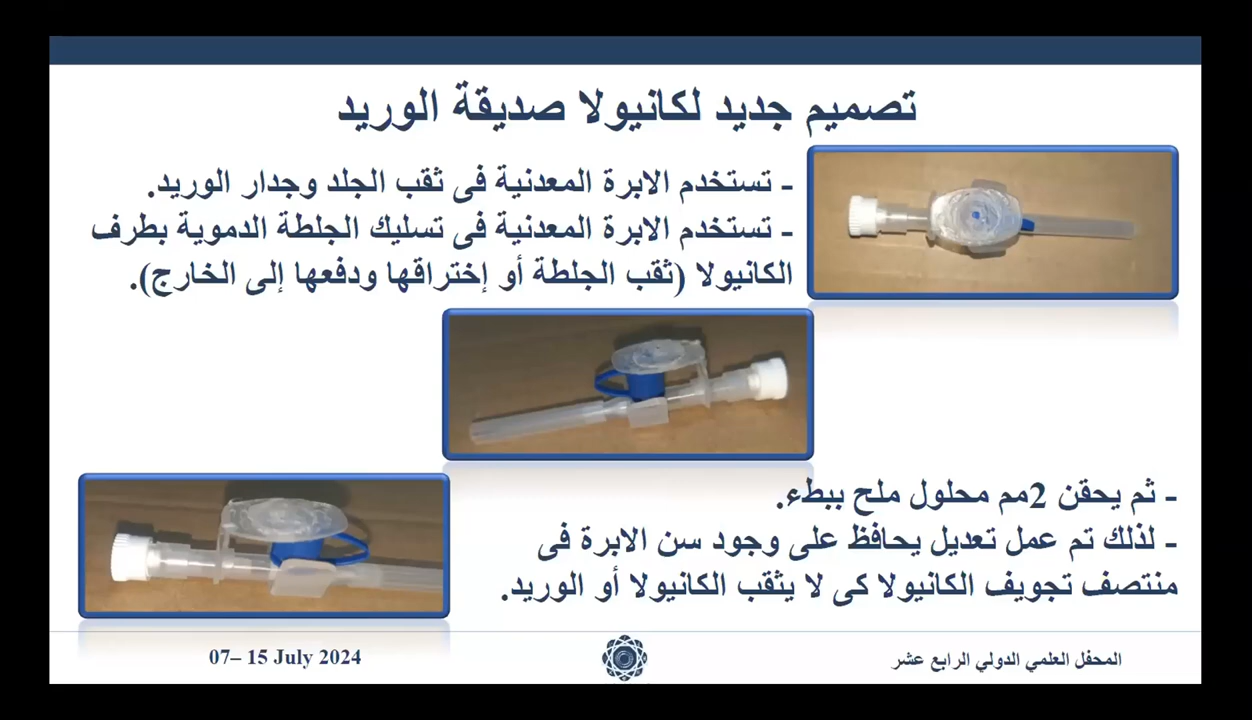 تصميم جديد لكانيولا صديقة الوريد
- تستخدم الابرة المعدنية فى ثقب الجلد وجدار الوريد.
- تستخدم الابرة المعدنية فى تسليك الجلطة الدموية بطرف
الكانيولا (ثقب الجلطة أو إختراقها ودفعها إلى الخارج).
- ثم يحقن 2مم محلول ملح ببطء.
- لذلك تم عمل تعديل يحافظ على وجود سن الابرة فى
منتصف تجويف الكانيولا كى لا يثقب الكانيولا أو الوريد.
المحفل العلمي الدولي الرابع عشر
07– 15 July 2024